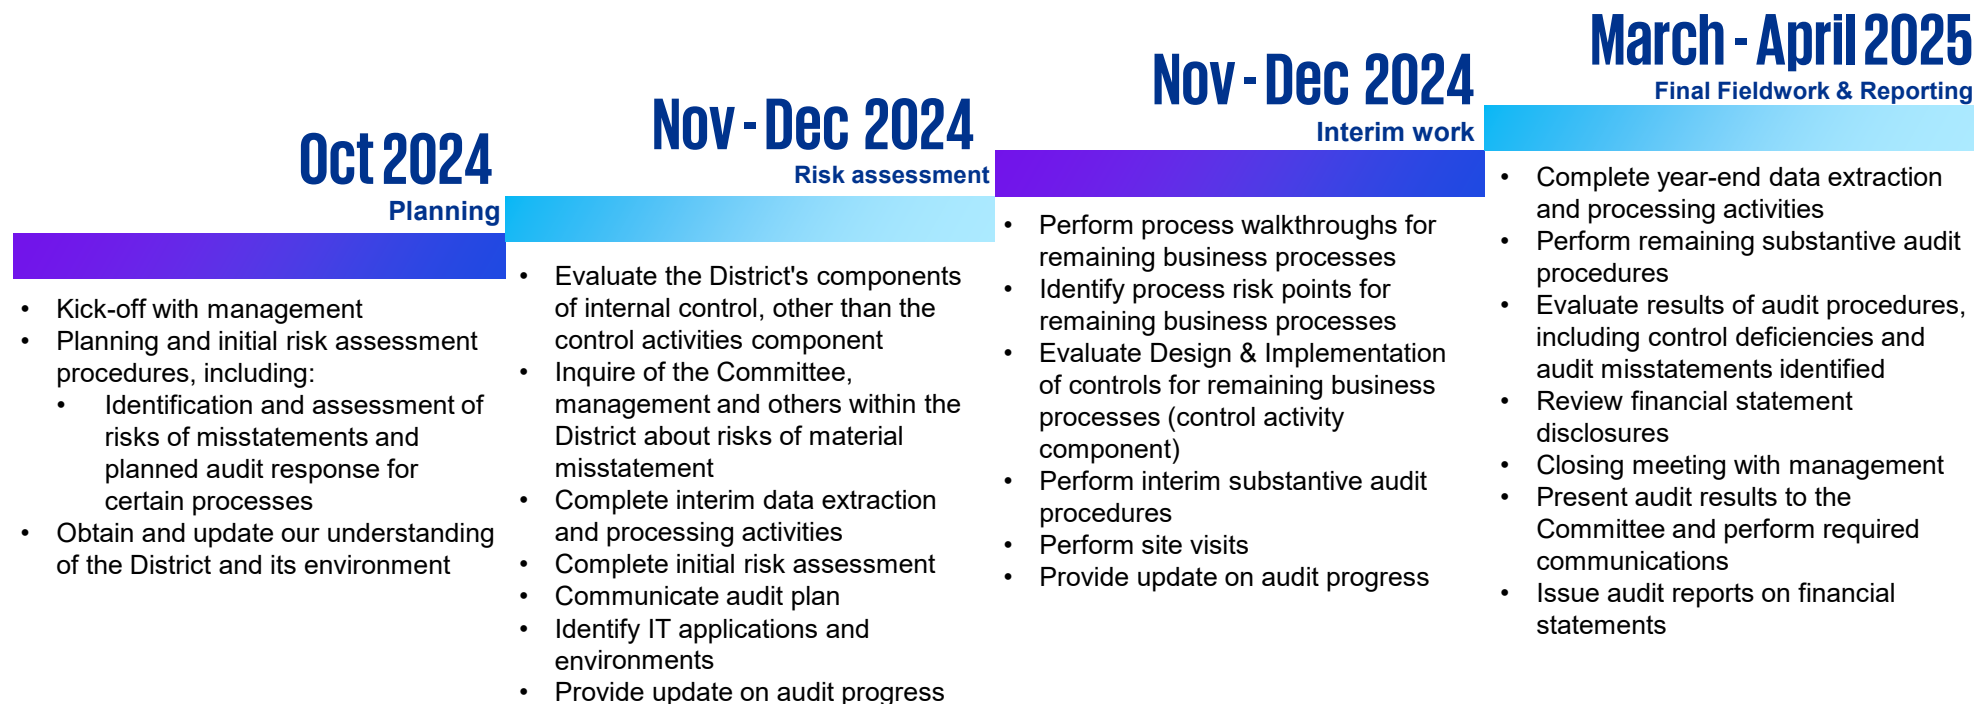 Oct 2024
Planning
• Kick-off with management
• Planning and initial risk assessment
procedures, including:
• Identification and assessment of
risks of misstatements and
planned audit response for
certain processes
• Obtain and update our understanding
of the District and its environment
Nov - Dec 2024
Risk assessment
• Evaluate the District's components
of internal control, other than the
control activities component
• Inquire of the Committee,
management and others within the
District about risks of material
misstatement
• Complete interim data extraction
and processing activities
• Complete initial risk assessment
• Communicate audit plan
• Identify IT applications and
environments
• Provide update on audit progress
Nov - Dec 2024
Interim work
• Perform process walkthroughs for
remaining business processes
• Identify process risk points for
remaining business processes
• Evaluate Design & Implementation
of controls for remaining business
processes (control activity
component)
• Perform interim substantive audit
procedures
• Perform site visits
• Provide update on audit progress
March - April 2025
Final Fieldwork & Reporting
• Complete year-end data extraction
and processing activities
• Perform remaining substantive audit
procedures
• Evaluate results of audit procedures,
including control deficiencies and
audit misstatements identified
• Review financial statement
disclosures
• Closing meeting with management
• Present audit results to the
Committee and perform required
communications
• Issue audit reports on financial
statements